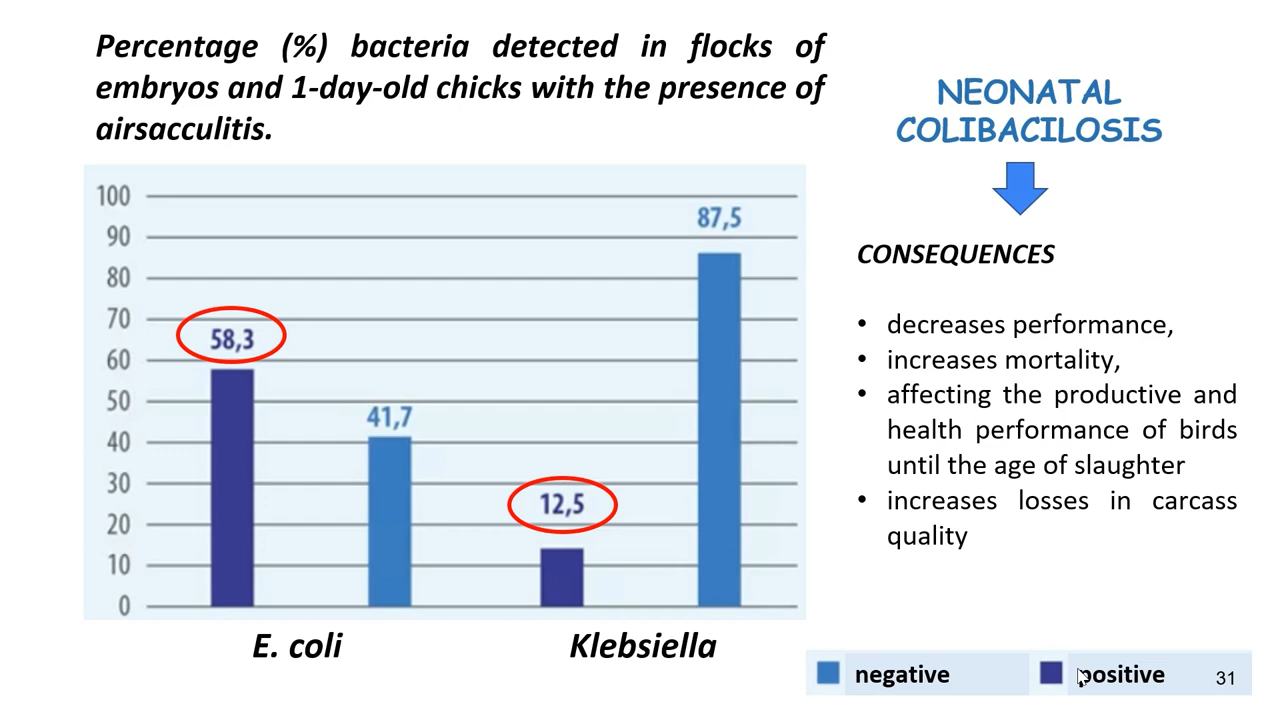 Percentage (%) bacteria detected in flocks of
embryos and 1-day-old chicks with the presence of
airsacculitis.
NEONATAL
COLIBACILOSIS
CONSEQUENCES
• decreases performance,
• increases mortality,
• affecting the productive and
health performance of birds
until the age of slaughter
• increases losses in carcass
quality
100
90
80
70
60
50
40
30
20
10
0
58,3
41,7
12,5
87,5
E. coli
Klebsiella
negative
positive
31